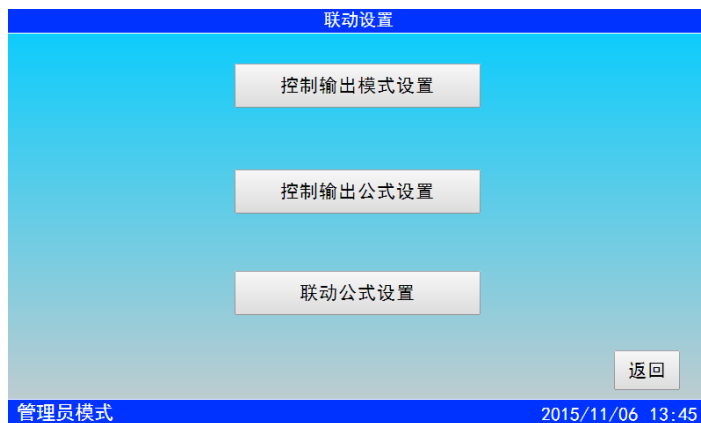 联动设置
控制输出模式设置
控制输出公式设置
联动公式设置
返回
管理员模式 2015/11/06 13:45